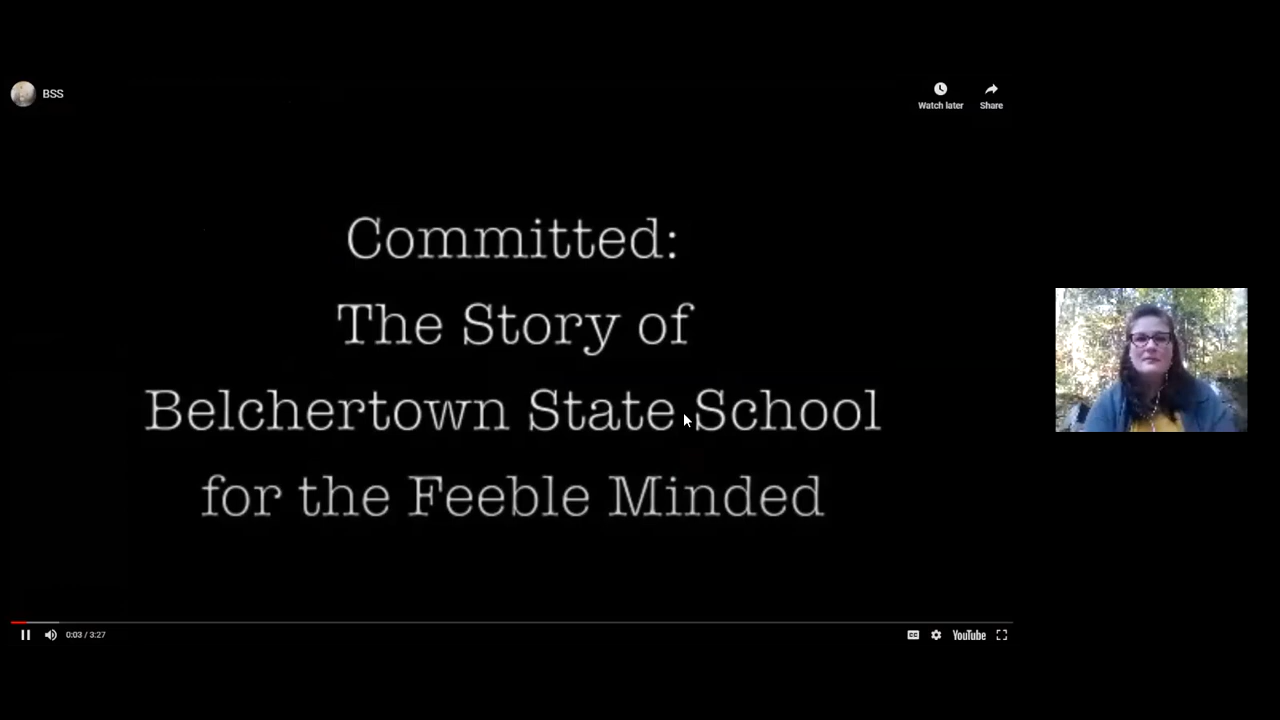 BSS
Watch later
Share
Committed:
The Story of
Belchertown State School
for the Feeble Minded
0:03 / 3:27
CC
YouTube